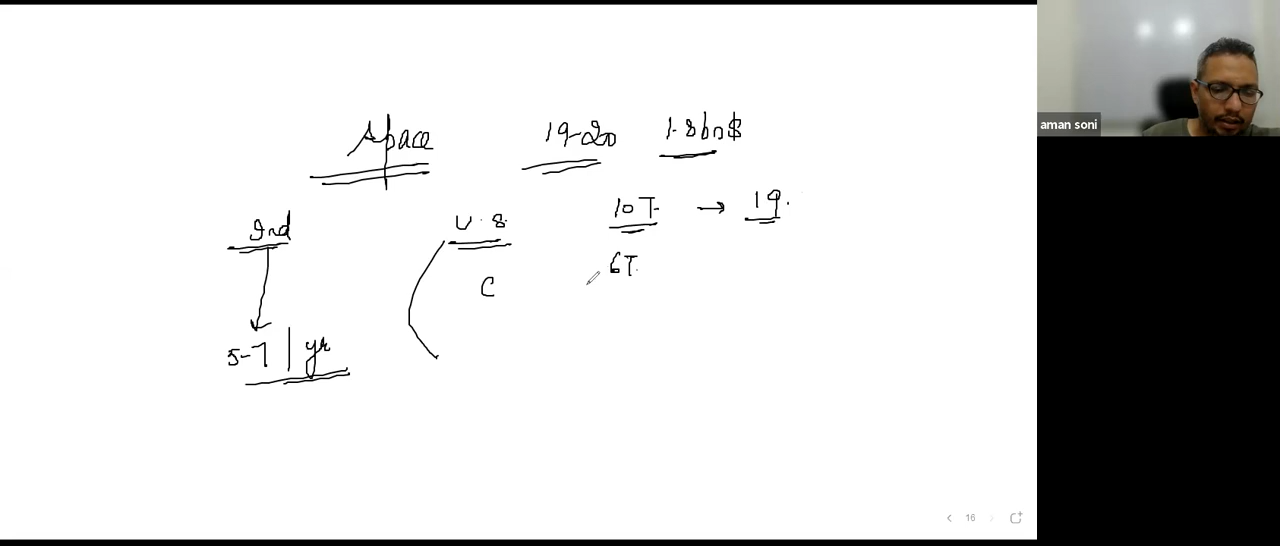 Space 19-20 1.8bn$
Ind U.S. 10T. → 19.
6T.
C
5-7 | yr
aman soni
16